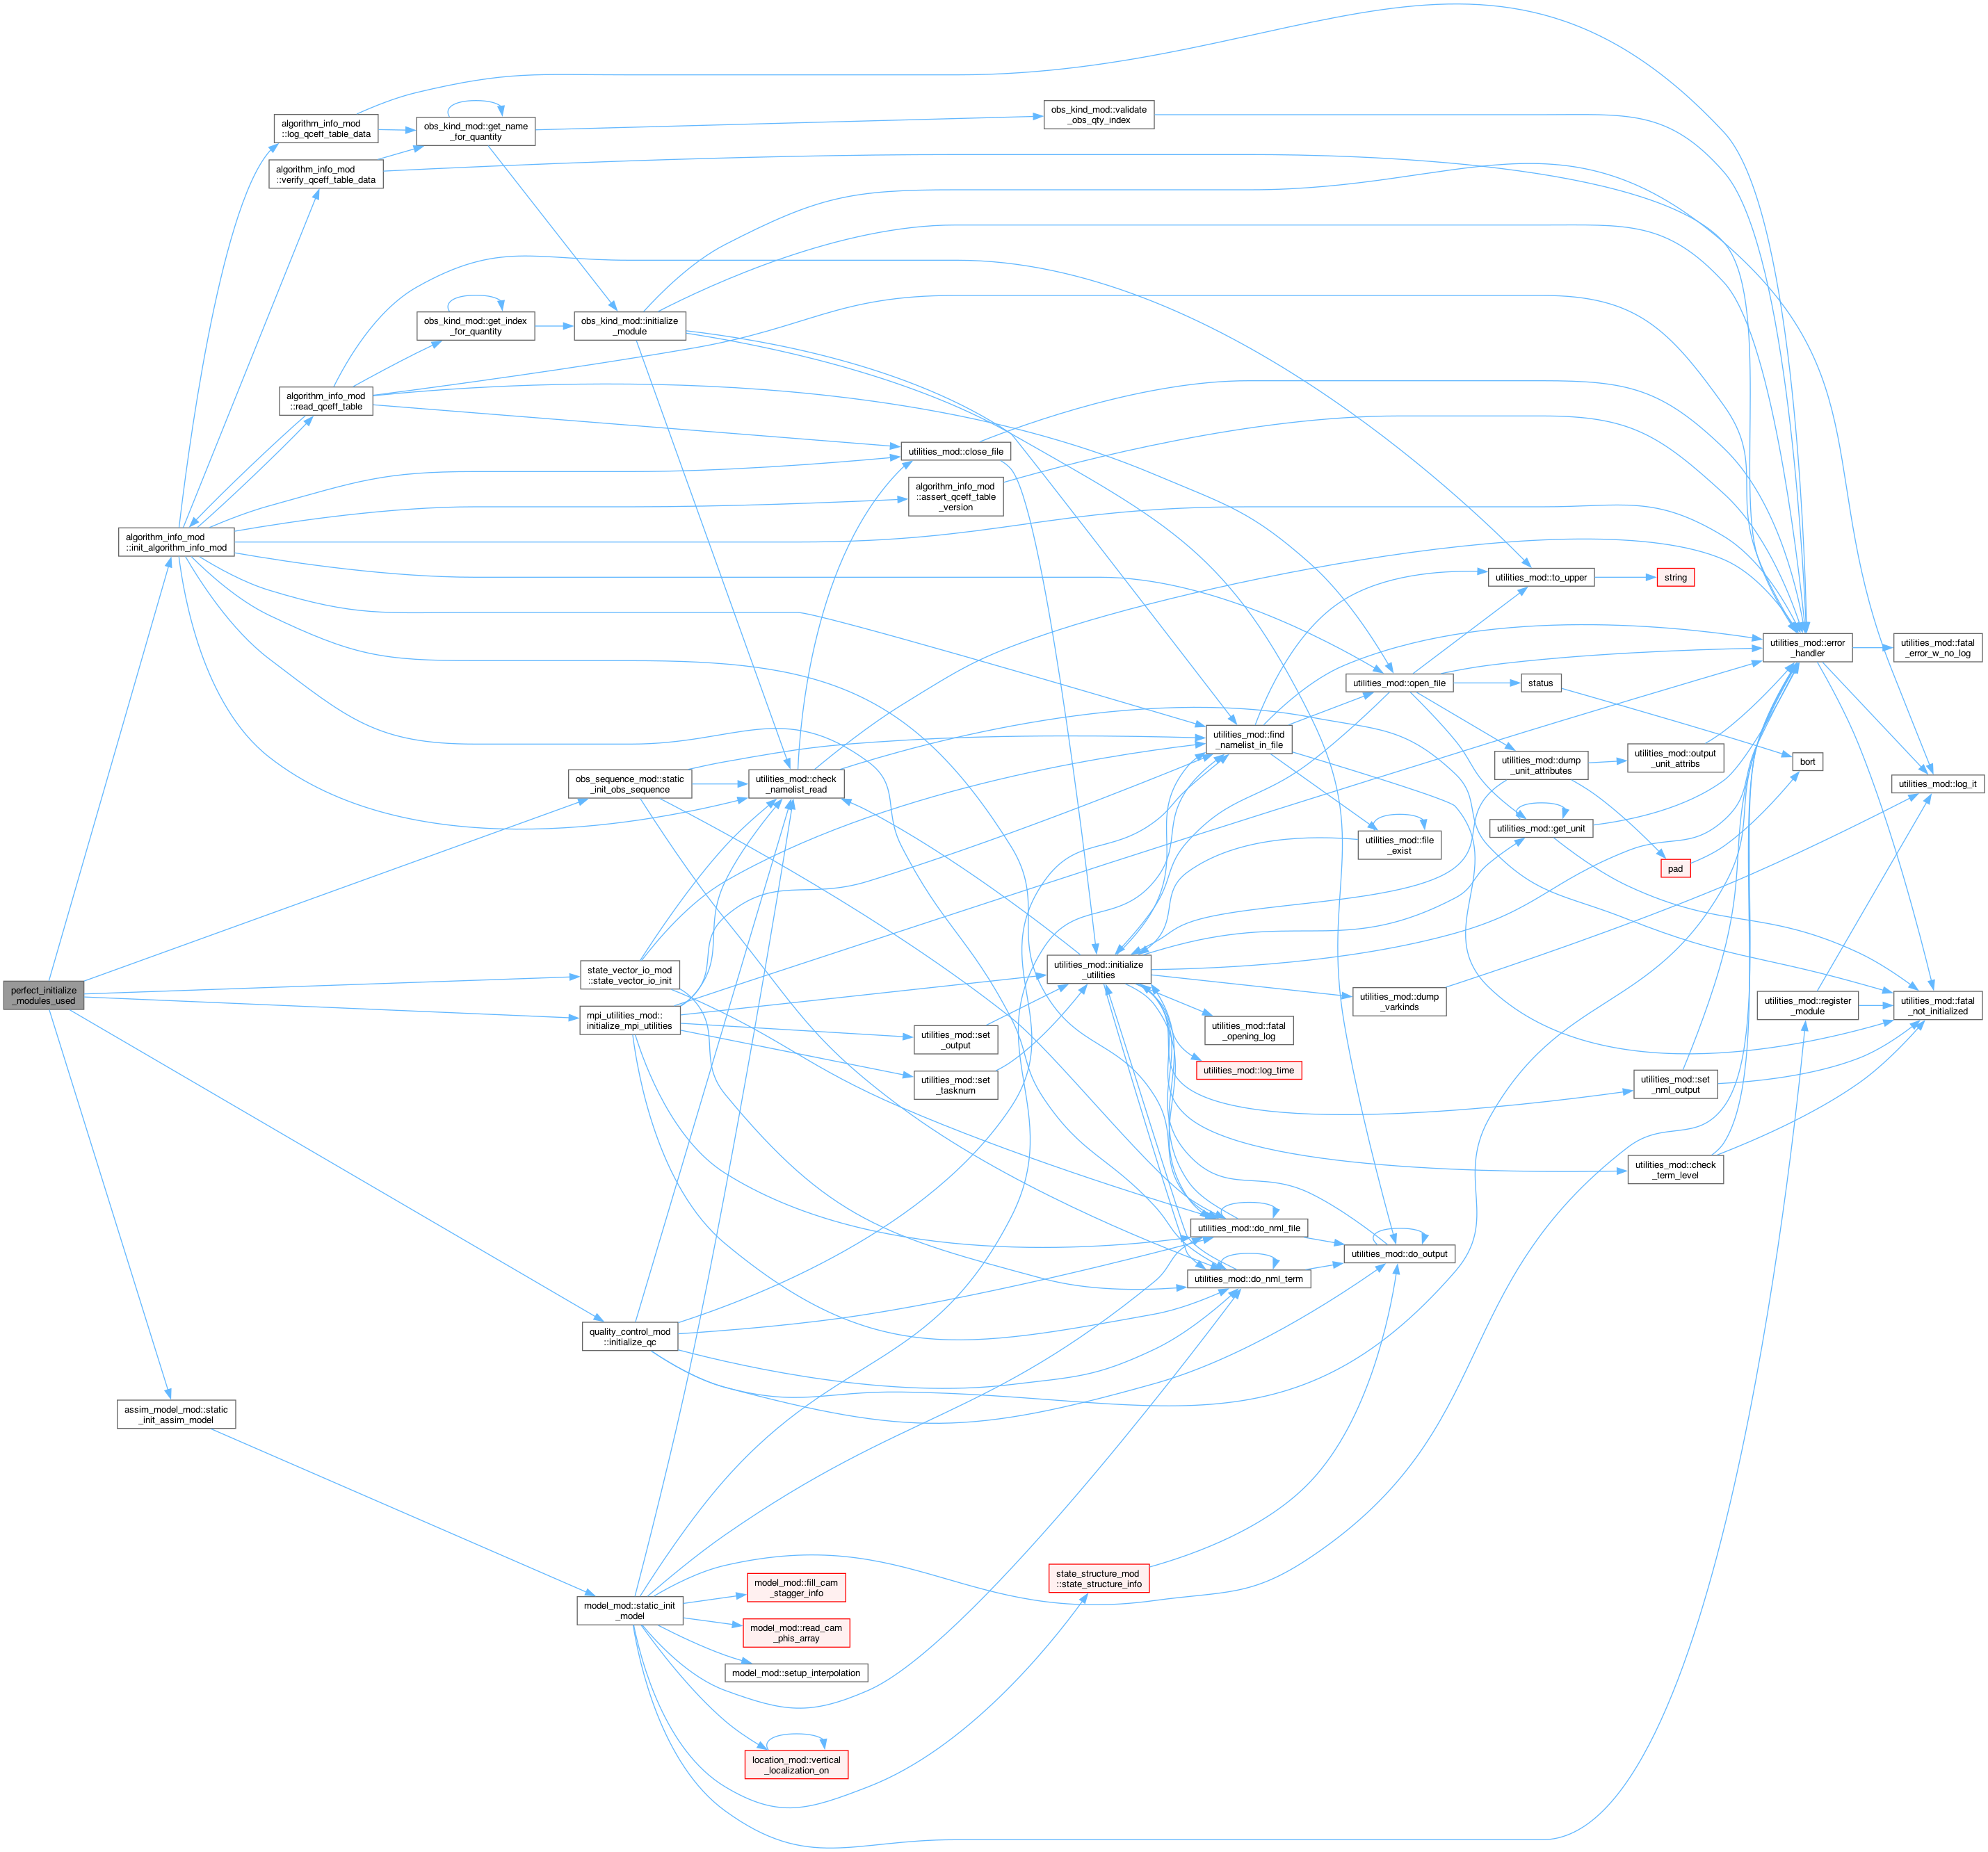 algorithm_info_mod
::log_qceff_table_data
obs_kind_mod::get_name
_for_quantity
obs_kind_mod::validate
_obs_qty_index
algorithm_info_mod
::verify_qceff_table_data
obs_kind_mod::get_index
_for_quantity
obs_kind_mod::initialize
_module
algorithm_info_mod
::read_qceff_table
utilities_mod::close_file
algorithm_info_mod
::assert_qceff_table
_version
algorithm_info_mod
::init_algorithm_info_mod
utilities_mod::to_upper
string
utilities_mod::error
_handler
utilities_mod::fatal
_error_w_no_log
utilities_mod::open_file
status
utilities_mod::find
_namelist_in_file
utilities_mod::dump
_unit_attributes
utilities_mod::output
_unit_attribs
bort
obs_sequence_mod::static
_init_obs_sequence
utilities_mod::check
_namelist_read
utilities_mod::log_it
utilities_mod::get_unit
utilities_mod::file
_exist
pad
perfect_initialize
_modules_used
state_vector_io_mod
::state_vector_io_init
utilities_mod::initialize
_utilities
utilities_mod::dump
_varkinds
utilities_mod::register
_module
utilities_mod::fatal
_not_initialized
mpi_utilities_mod::
initialize_mpi_utilities
utilities_mod::set
_output
utilities_mod::fatal
_opening_log
utilities_mod::log_time
utilities_mod::set
_tasknum
utilities_mod::set
_nml_output
utilities_mod::check
_term_level
utilities_mod::do_nml_file
utilities_mod::do_output
utilities_mod::do_nml_term
quality_control_mod
::initialize_qc
assim_model_mod::static
_init_assim_model
state_structure_mod
::state_structure_info
model_mod::fill_cam
_stagger_info
model_mod::static_init
_model
model_mod::read_cam
_phis_array
model_mod::setup_interpolation
location_mod::vertical
_localization_on